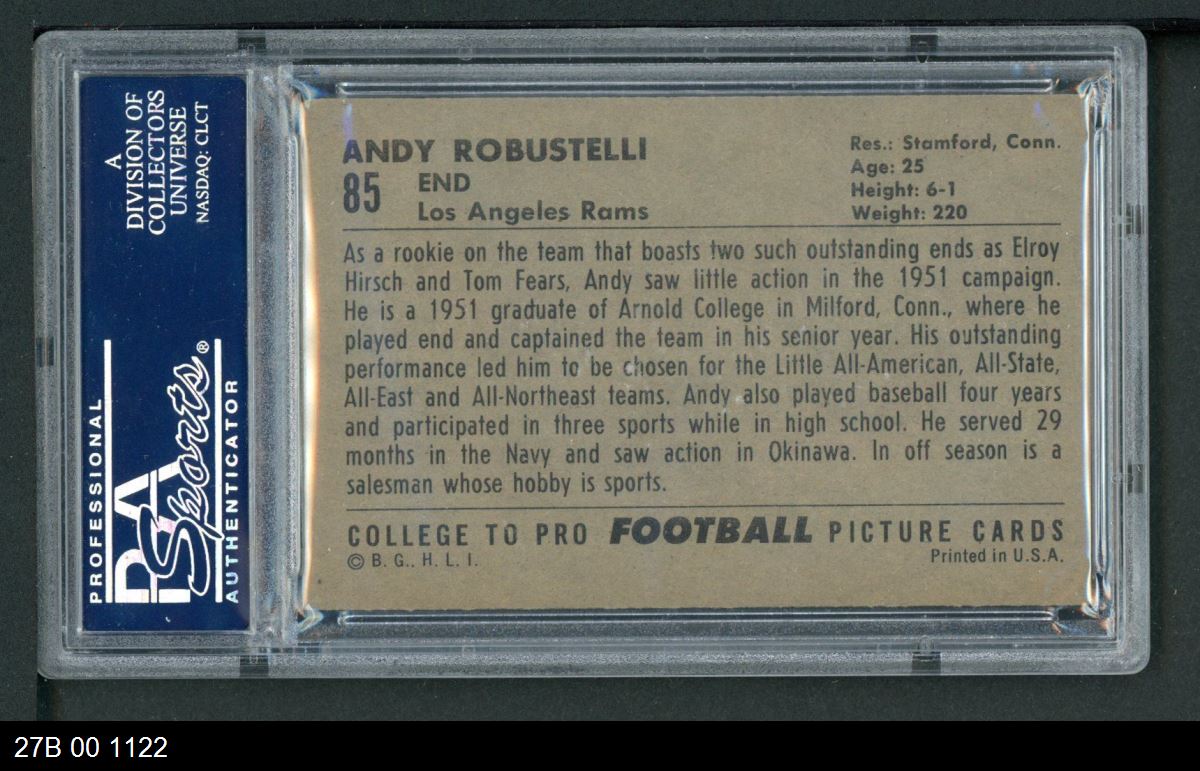 A
DIVISION OF
COLLECTORS
UNIVERSE
NASDAQ: CLCT
PROFESSIONAL
PSA
Sports®
AUTHENTICATOR
ANDY ROBUSTELLI
85
END
Los Angeles Rams
Res.: Stamford, Conn.
Age: 25
Height: 6-1
Weight: 220
As a rookie on the team that boasts two such outstanding ends as Elroy
Hirsch and Tom Fears, Andy saw little action in the 1951 campaign.
He is a 1951 graduate of Arnold College in Milford, Conn., where he
played end and captained the team in his senior year. His outstanding
performance led him to be chosen for the Little All-American, All-State,
All-East and All-Northeast teams. Andy also played baseball four years
and participated in three sports while in high school. He served 29
months in the Navy and saw action in Okinawa. In off season is a
salesman whose hobby is sports.
COLLEGE TO PRO FOOTBALL PICTURE CARDS
© B. G., H. L. I.
Printed in U.S.A.
27B 00 1122